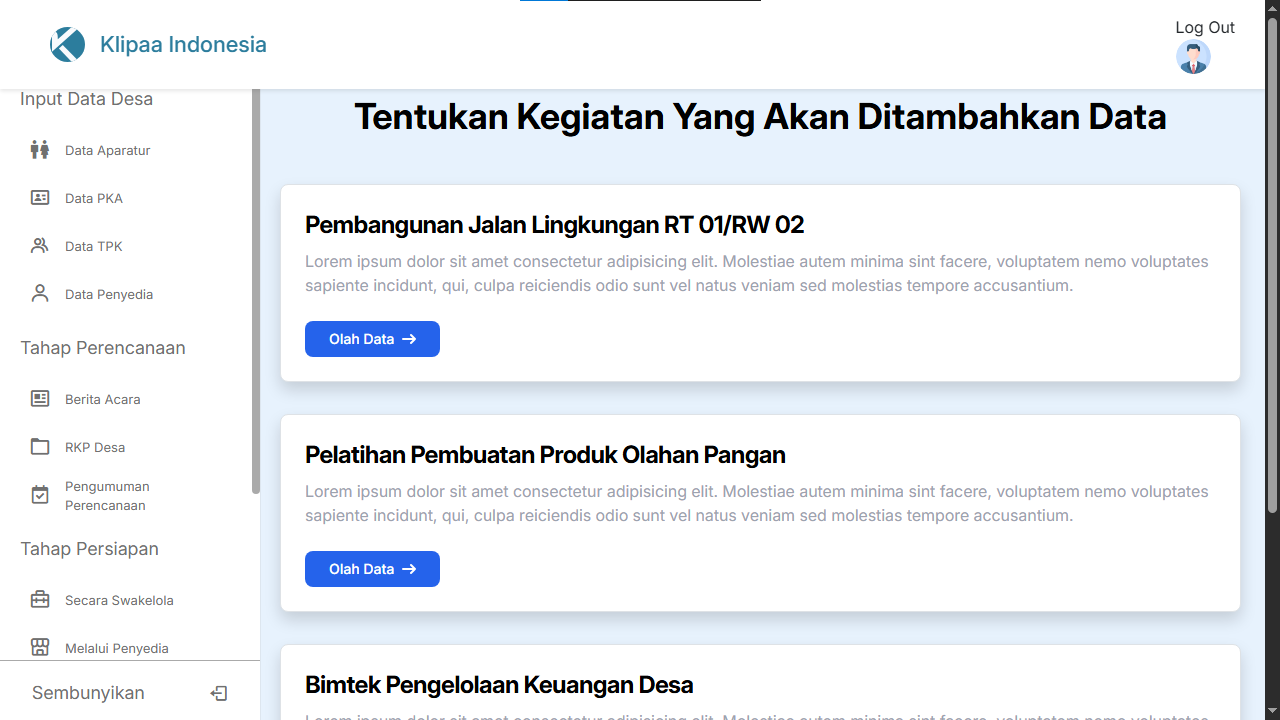 Klipaa Indonesia
Log Out
Input Data Desa
Data Aparatur
Data PKA
Data TPK
Data Penyedia
Tahap Perencanaan
Berita Acara
RKP Desa
Pengumuman
Perencanaan
Tahap Persiapan
Secara Swakelola
Melalui Penyedia
Sembunyikan
Tentukan Kegiatan Yang Akan Ditambahkan Data
Pembangunan Jalan Lingkungan RT 01/RW 02
Lorem ipsum dolor sit amet consectetur adipisicing elit. Molestiae autem minima sint facere, voluptatem nemo voluptates
sapiente incidunt, qui, culpa reiciendis odio sunt vel natus veniam sed molestias tempore accusantium.
Olah Data
Pelatihan Pembuatan Produk Olahan Pangan
Lorem ipsum dolor sit amet consectetur adipisicing elit. Molestiae autem minima sint facere, voluptatem nemo voluptates
sapiente incidunt, qui, culpa reiciendis odio sunt vel natus veniam sed molestias tempore accusantium.
Olah Data
Bimtek Pengelolaan Keuangan Desa